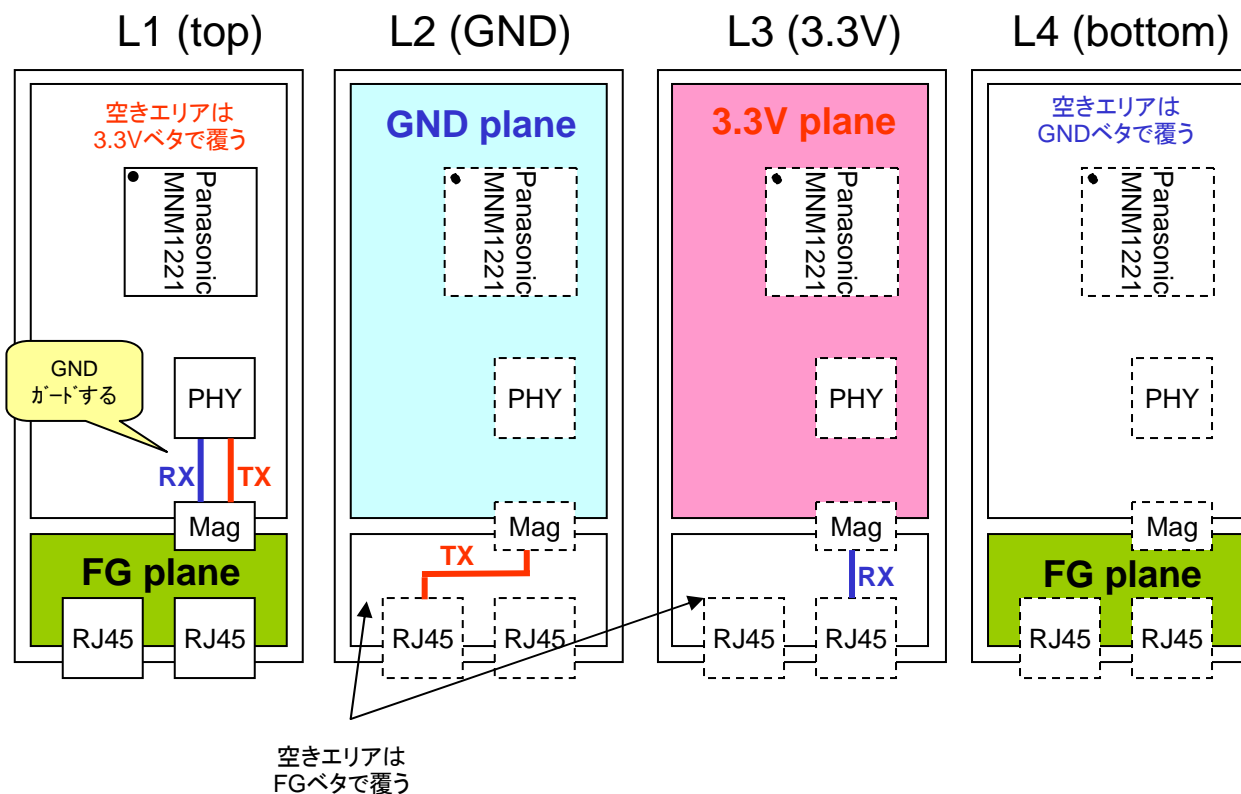 L1 (top)
L2 (GND)
L3 (3.3V)
L4 (bottom)
空きエリアは
3.3Vベタで覆う
Panasonic
MNM1221
GND
ｶﾞｰﾄﾞする
PHY
RX
TX
Mag
FG plane
RJ45
RJ45
GND plane
Panasonic
MNM1221
PHY
Mag
TX
RJ45
RJ45
3.3V plane
Panasonic
MNM1221
PHY
Mag
RX
RJ45
RJ45
空きエリアは
GNDベタで覆う
Panasonic
MNM1221
PHY
Mag
FG plane
RJ45
RJ45
空きエリアは
FGベタで覆う